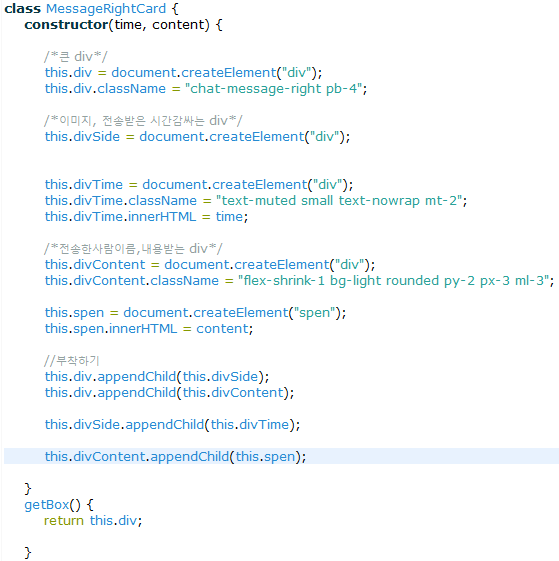 class MessageRightCard {
constructor(time, content) {
/*큰 div*/
this.div = document.createElement("div");
this.div.className = "chat-message-right pb-4";
/*이미지, 전송받은 시간감싸는 div*/
this.divSide = document.createElement("div");
this.divTime = document.createElement("div");
this.divTime.className = "text-muted small text-nowrap mt-2";
this.divTime.innerHTML = time;
/*전송한사람이름,내용받는 div*/
this.divContent = document.createElement("div");
this.divContent.className = "flex-shrink-1 bg-light rounded py-2 px-3 ml-3";
this.spen = document.createElement("spen");
this.spen.innerHTML = content;
//부착하기
this.div.appendChild(this.divSide);
this.div.appendChild(this.divContent);
this.divSide.appendChild(this.divTime);
this.divContent.appendChild(this.spen);
}
getBox() {
return this.div;
}